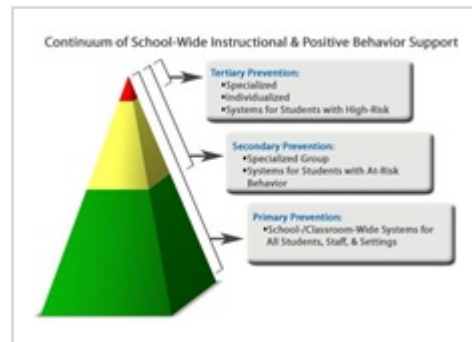 Continuum of School-Wide Instructional & Positive Behavior Support
Tertiary Prevention:
•Specialized
•Individualized
•Systems for Students with High-Risk
Secondary Prevention:
•Specialized Group
•Systems for Students with At-Risk
Behavior
Primary Prevention:
•School-/Classroom-Wide Systems for
All Students, Staff, & Settings